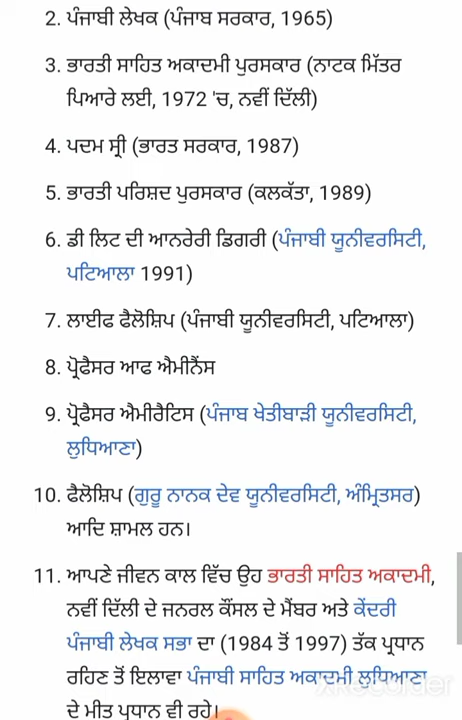 2. ਪੰਜਾਬੀ ਲੇਖਕ (ਪੰਜਾਬ ਸਰਕਾਰ, 1965)
3. ਭਾਰਤੀ ਸਾਹਿਤ ਅਕਾਦਮੀ ਪੁਰਸਕਾਰ (ਨਾਟਕ ਮਿੱਤਰ
ਪਿਆਰੇ ਲਈ, 1972 'ਚ, ਨਵੀਂ ਦਿੱਲੀ)
4. ਪਦਮ ਸ੍ਰੀ (ਭਾਰਤ ਸਰਕਾਰ, 1987)
5. ਭਾਰਤੀ ਪਰਿਸ਼ਦ ਪੁਰਸਕਾਰ (ਕਲਕੱਤਾ, 1989)
6. ਡੀ ਲਿਟ ਦੀ ਆਨਰੇਰੀ ਡਿਗਰੀ (ਪੰਜਾਬੀ ਯੂਨੀਵਰਸਿਟੀ,
ਪਟਿਆਲਾ 1991)
7. ਲਾਈਫ ਫੈਲੋਸ਼ਿਪ (ਪੰਜਾਬੀ ਯੂਨੀਵਰਸਿਟੀ, ਪਟਿਆਲਾ)
8. ਪ੍ਰੋਫੈਸਰ ਆਫ ਐਮੀਨੈਂਸ
9. ਪ੍ਰੋਫੈਸਰ ਐਮੀਰੈਟਿਸ (ਪੰਜਾਬ ਖੇਤੀਬਾੜੀ ਯੂਨੀਵਰਸਿਟੀ,
ਲੁਧਿਆਣਾ)
10. ਫੈਲੋਸ਼ਿਪ (ਗੁਰੂ ਨਾਨਕ ਦੇਵ ਯੂਨੀਵਰਸਿਟੀ, ਅੰਮ੍ਰਿਤਸਰ)
ਆਦਿ ਸ਼ਾਮਲ ਹਨ।
11. ਆਪਣੇ ਜੀਵਨ ਕਾਲ ਵਿੱਚ ਉਹ ਭਾਰਤੀ ਸਾਹਿਤ ਅਕਾਦਮੀ,
ਨਵੀਂ ਦਿੱਲੀ ਦੇ ਜਨਰਲ ਕੌਂਸਲ ਦੇ ਮੈਂਬਰ ਅਤੇ ਕੇਂਦਰੀ
ਪੰਜਾਬੀ ਲੇਖਕ ਸਭਾ ਦਾ (1984 ਤੋਂ 1997) ਤੱਕ ਪ੍ਰਧਾਨ
ਰਹਿਣ ਤੋਂ ਇਲਾਵਾ ਪੰਜਾਬੀ ਸਾਹਿਤ ਅਕਾਦਮੀ ਲੁਧਿਆਣਾ
XRecorder
ਦੇ ਮੀਤ ਪ੍ਰਧਾਨ ਵੀ ਰਹੇ।